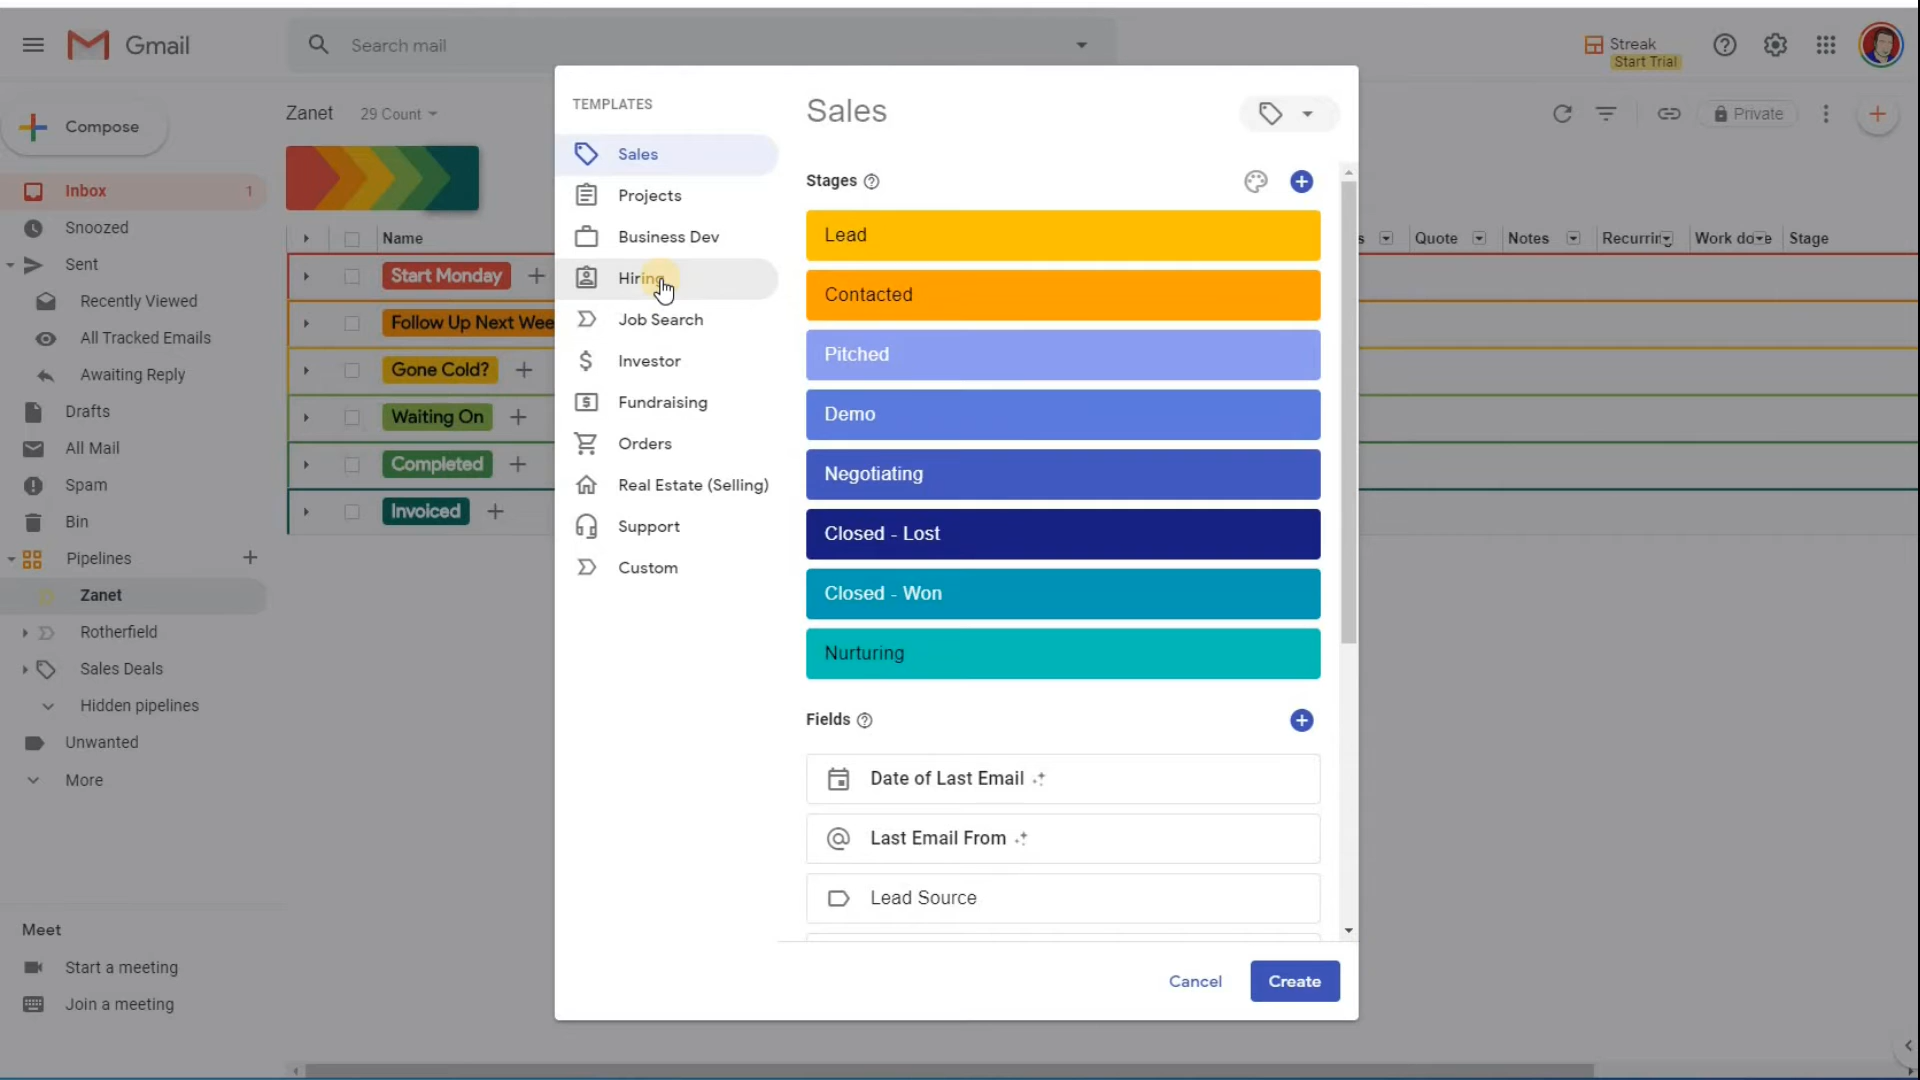 Gmail
Search mail
Streak
Start Trial
Compose
Inbox 1
Snoozed
Sent
Recently Viewed
All Tracked Emails
Awaiting Reply
Drafts
All Mail
Spam
Bin
Pipelines
Zanet
Rotherfield
Sales Deals
Hidden pipelines
Unwanted
More
Meet
Start a meeting
Join a meeting
Zanet 29 Count
Private
Name
Quote
Notes
Stage
Start Monday
Follow Up Next Wee
Gone Cold?
Waiting On
Completed
Invoiced
TEMPLATES
Sales
Projects
Business Dev
Hiring
Job Search
Investor
Fundraising
Orders
Real Estate (Selling)
Support
Custom
Sales
Stages
Lead
Contacted
Pitched
Demo
Negotiating
Closed - Lost
Closed - Won
Nurturing
Fields
Date of Last Email
Last Email From
Lead Source
Cancel
Create